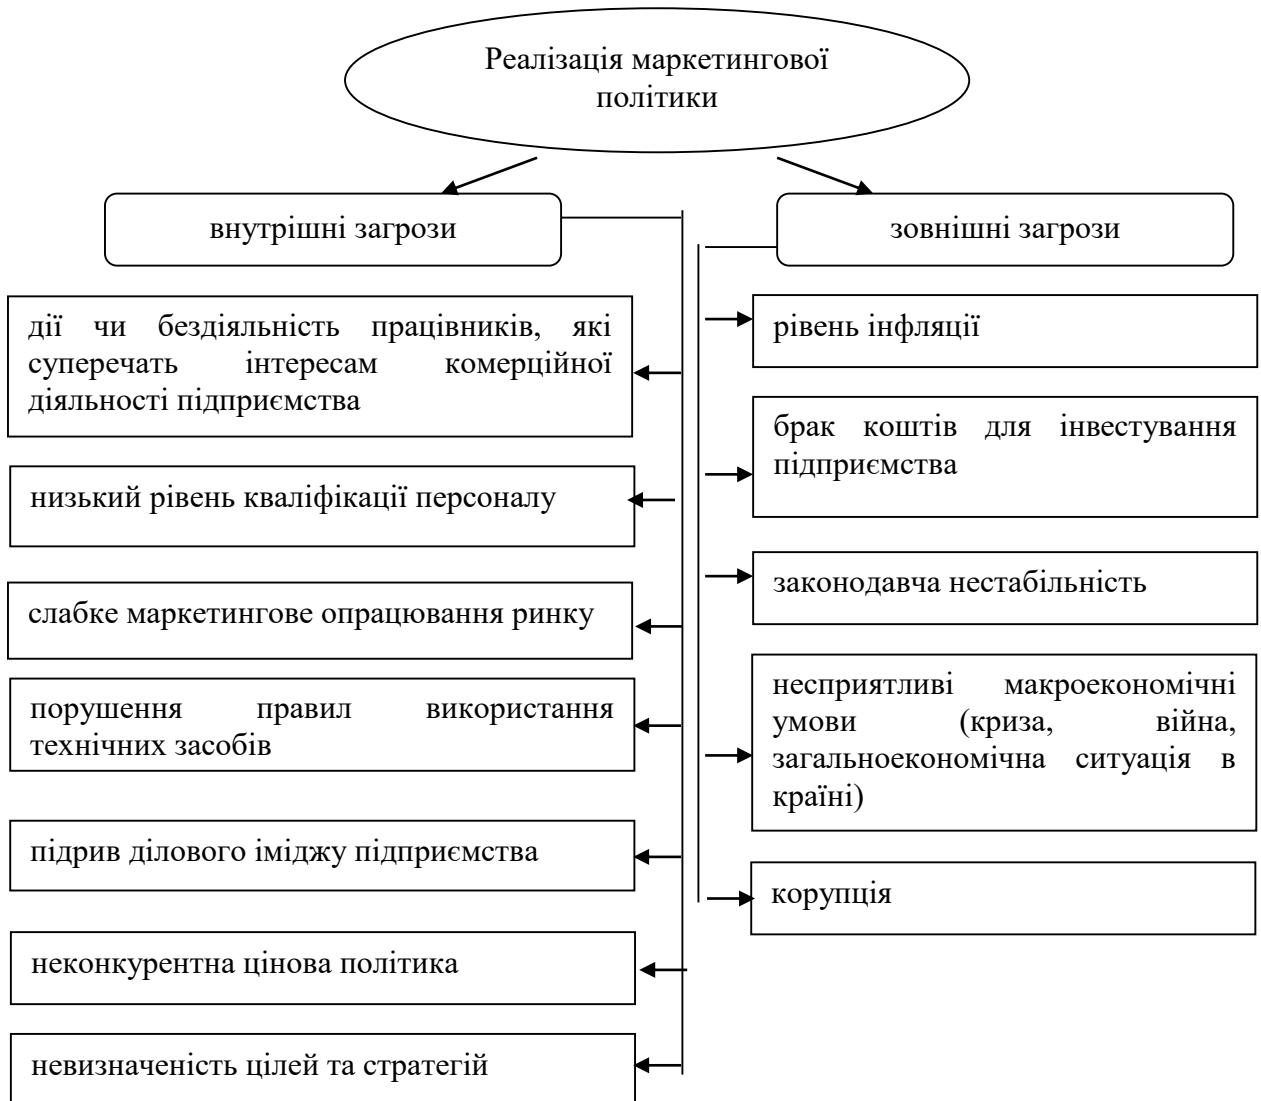 Реалізація маркетингової
політики
внутрішні загрози
зовнішні загрози
дії чи бездіяльність працівників, які
суперечать інтересам комерційної
діяльності підприємства
низький рівень кваліфікації персоналу
слабке маркетингове опрацювання ринку
порушення правил використання
технічних засобів
підрив ділового іміджу підприємства
неконкурентна цінова політика
невизначеність цілей та стратегій
рівень інфляції
брак коштів для інвестування
підприємства
законодавча нестабільність
несприятливі макроекономічні
умови (криза, війна,
загальноекономічна ситуація в
країні)
корупція